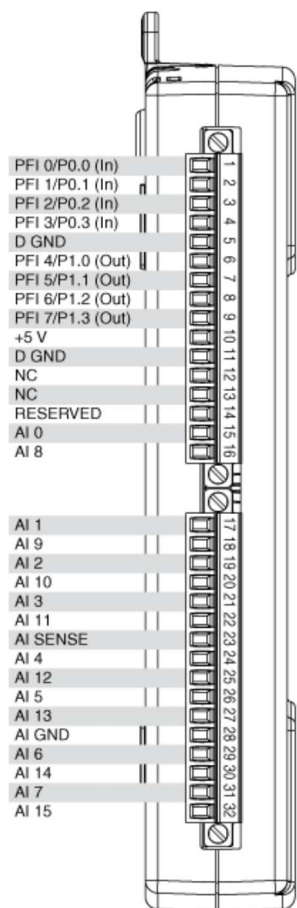 PFI 0/P0.0 (In) 1
PFI 1/P0.1 (In) 2
PFI 2/P0.2 (In) 3
PFI 3/P0.3 (In) 4
D GND 5
PFI 4/P1.0 (Out) 6
PFI 5/P1.1 (Out) 7
PFI 6/P1.2 (Out) 8
PFI 7/P1.3 (Out) 9
+5 V 10
D GND 11
NC 12
NC 13
RESERVED 14
AI 0 15
AI 8 16
AI 1 17
AI 9 18
AI 2 19
AI 10 20
AI 3 21
AI 11 22
AI SENSE 23
AI 4 24
AI 12 25
AI 5 26
AI 13 27
AI GND 28
AI 6 29
AI 14 30
AI 7 31
AI 15 32